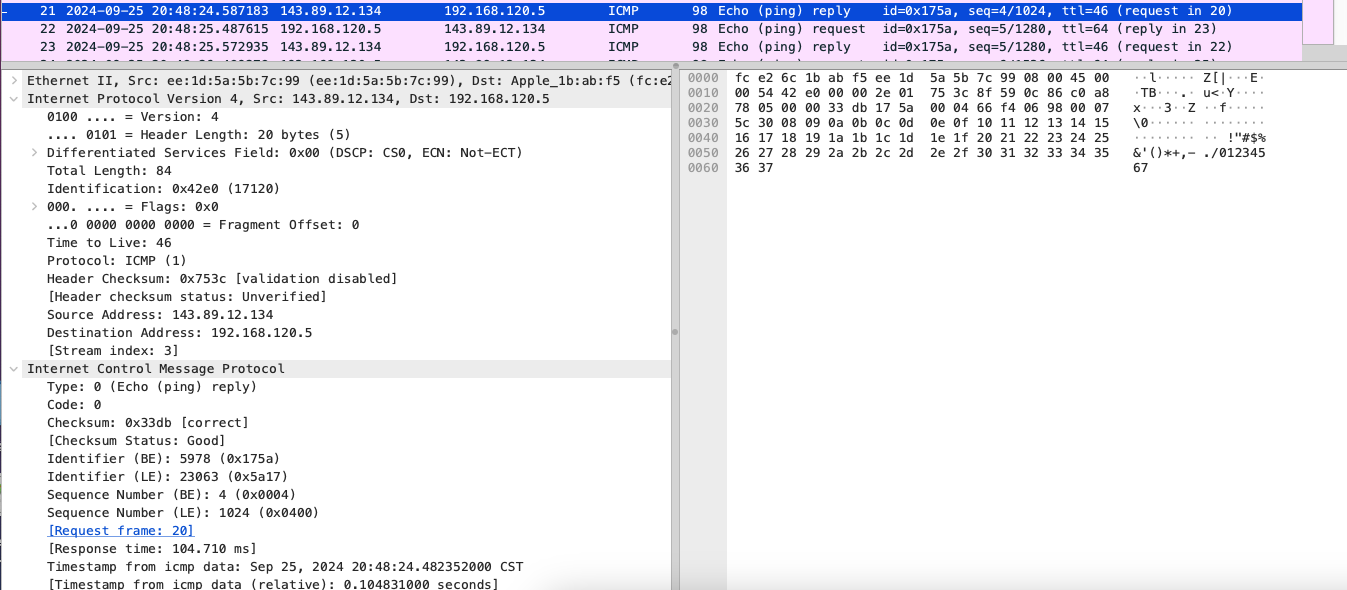 21 2024-09-25 20:48:24.587183 143.89.12.134 192.168.120.5 ICMP 98 Echo (ping) reply id=0x175a, seq=4/1024, ttl=46 (request in 20)
22 2024-09-25 20:48:25.487615 192.168.120.5 143.89.12.134 ICMP 98 Echo (ping) request id=0x175a, seq=5/1280, ttl=64 (reply in 23)
23 2024-09-25 20:48:25.572935 143.89.12.134 192.168.120.5 ICMP 98 Echo (ping) reply id=0x175a, seq=5/1280, ttl=46 (request in 22)
Ethernet II, Src: ee:1d:5a:5b:7c:99 (ee:1d:5a:5b:7c:99), Dst: Apple_1b:ab:f5 (fc:e2
Internet Protocol Version 4, Src: 143.89.12.134, Dst: 192.168.120.5
0100 .... = Version: 4
.... 0101 = Header Length: 20 bytes (5)
Differentiated Services Field: 0x00 (DSCP: CS0, ECN: Not-ECT)
Total Length: 84
Identification: 0x42e0 (17120)
000. .... = Flags: 0x0
...0 0000 0000 0000 = Fragment Offset: 0
Time to Live: 46
Protocol: ICMP (1)
Header Checksum: 0x753c [validation disabled]
[Header checksum status: Unverified]
Source Address: 143.89.12.134
Destination Address: 192.168.120.5
[Stream index: 3]
Internet Control Message Protocol
Type: 0 (Echo (ping) reply)
Code: 0
Checksum: 0x33db [correct]
[Checksum Status: Good]
Identifier (BE): 5978 (0x175a)
Identifier (LE): 23063 (0x5a17)
Sequence Number (BE): 4 (0x0004)
Sequence Number (LE): 1024 (0x0400)
[Request frame: 20]
[Response time: 104.710 ms]
Timestamp from icmp data: Sep 25, 2024 20:48:24.482352000 CST
[Timestamp from icmp data (relative): 0.104831000 seconds]
0000 fc e2 6c 1b ab f5 ee 1d 5a 5b 7c 99 08 00 45 00 ··l····· Z[|···E·
0010 00 54 42 e0 00 00 2e 01 75 3c 8f 59 0c 86 c0 a8 ·TB···.· u<·Y····
0020 78 05 00 00 33 db 17 5a 00 04 66 f4 06 98 00 07 x···3··Z ··f·····
0030 5c 30 08 09 0a 0b 0c 0d 0e 0f 10 11 12 13 14 15 \0······ ········
0040 16 17 18 19 1a 1b 1c 1d 1e 1f 20 21 22 23 24 25 ········ ·· !"#$%
0050 26 27 28 29 2a 2b 2c 2d 2e 2f 30 31 32 33 34 35 &'()*+,- ./012345
0060 36 37 67